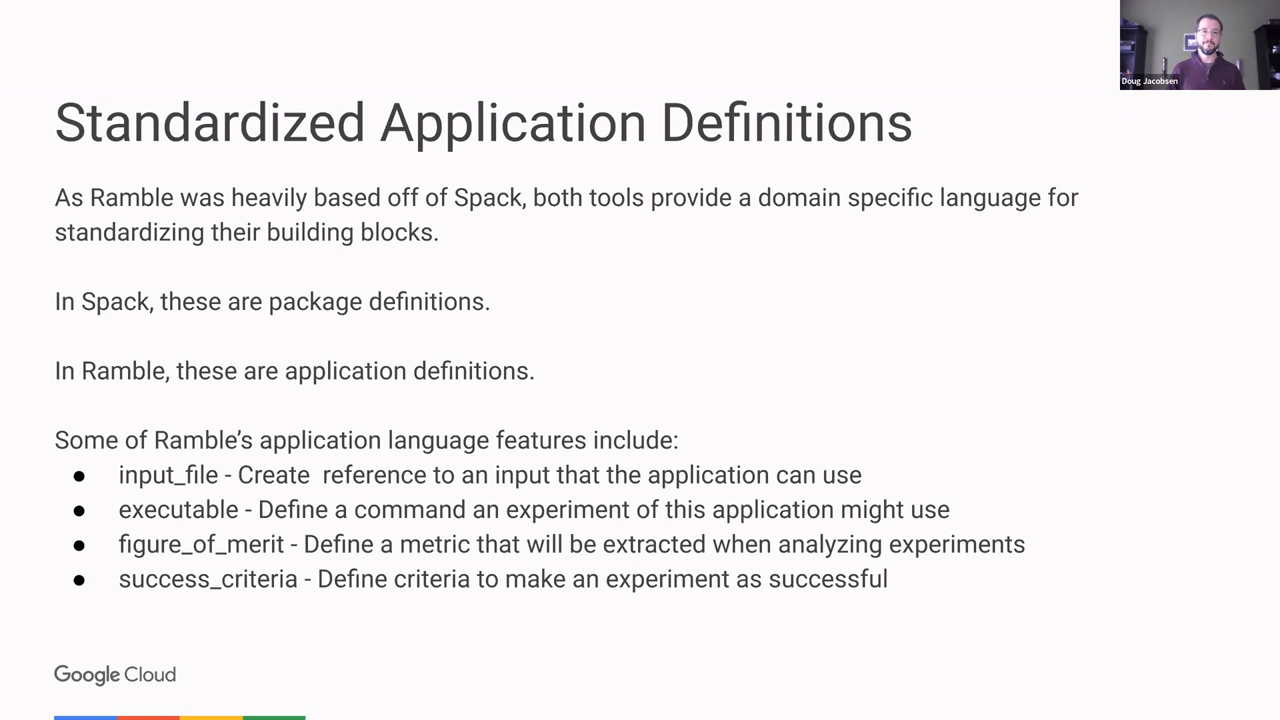 Doug Jacobsen
Standardized Application Definitions
As Ramble was heavily based off of Spack, both tools provide a domain specific language for
standardizing their building blocks.
In Spack, these are package definitions.
In Ramble, these are application definitions.
Some of Ramble’s application language features include:
● input_file - Create  reference to an input that the application can use
● executable - Define a command an experiment of this application might use
● figure_of_merit - Define a metric that will be extracted when analyzing experiments
● success_criteria - Define criteria to make an experiment as successful
Google Cloud